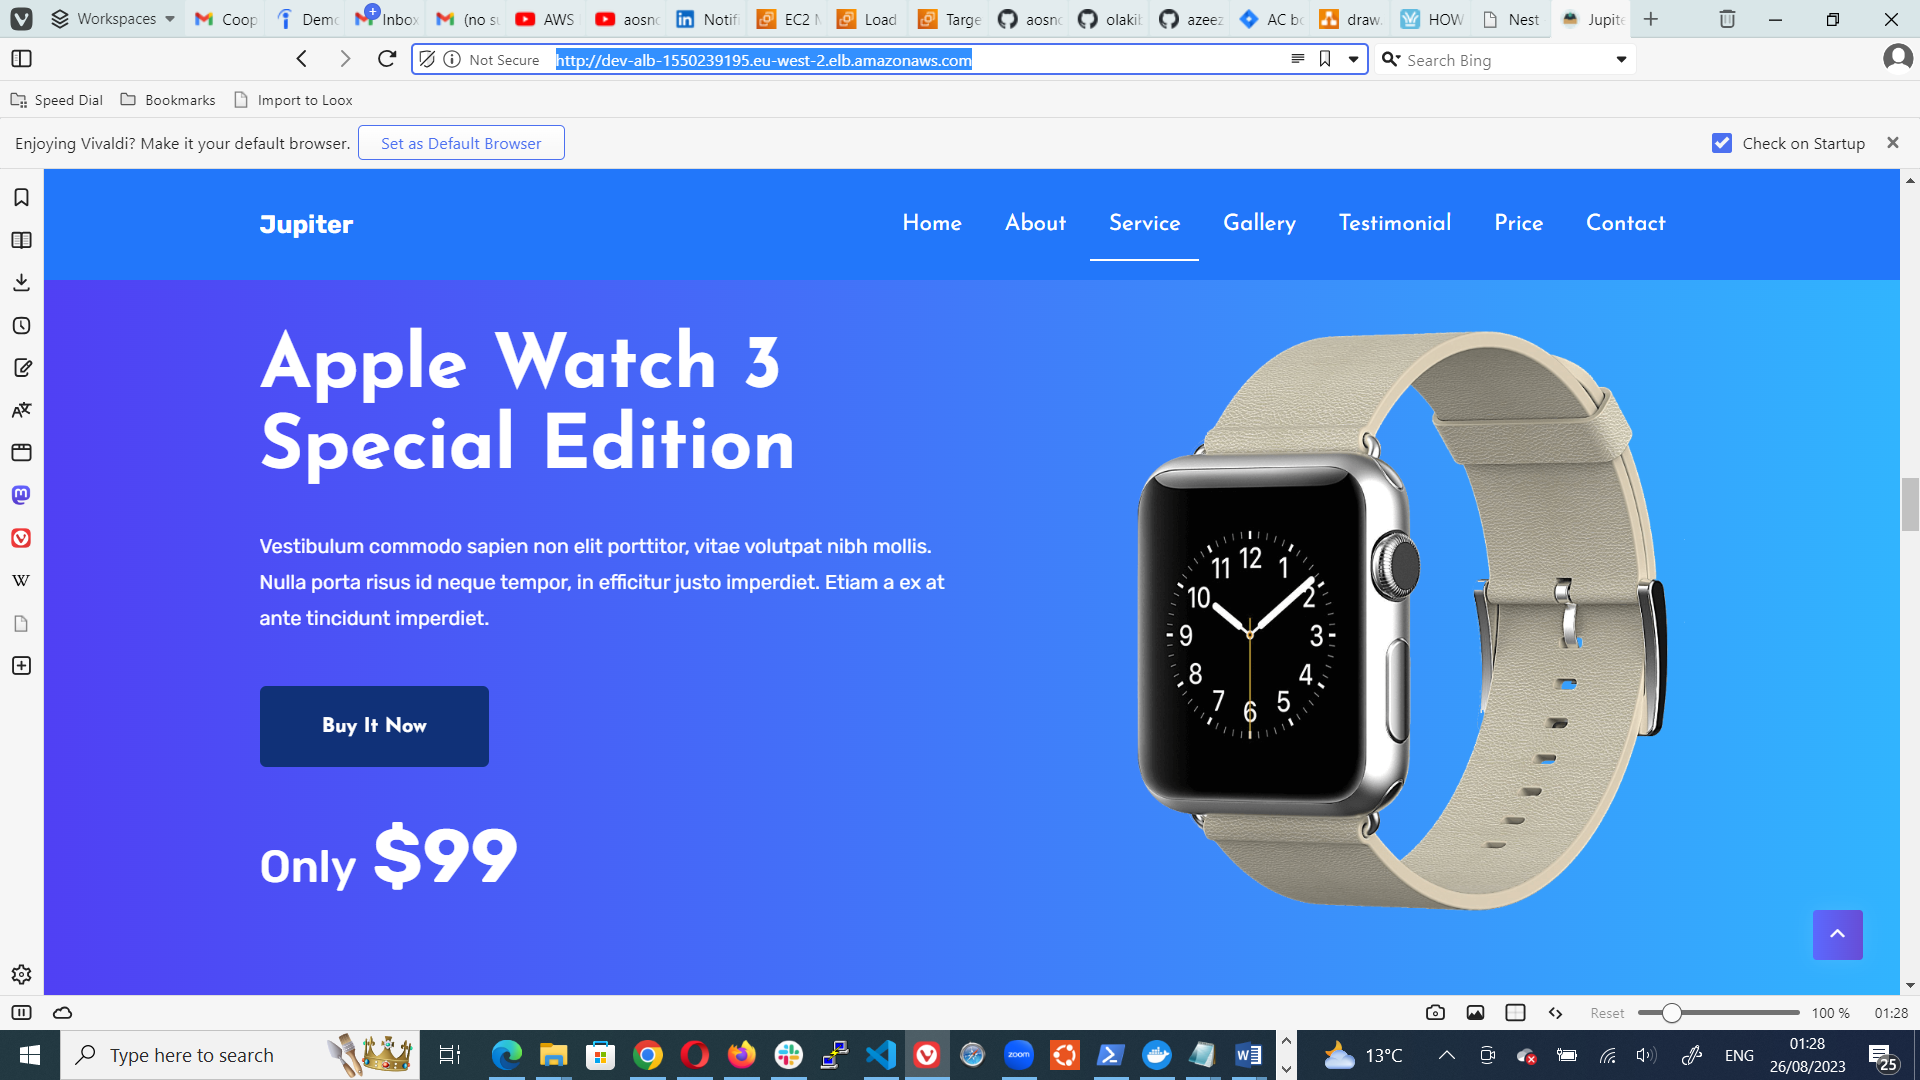 Workspaces
Coop
Demo
Inbox
(no su
AWS
aosno
Notifi
EC2 M
Load
Targe
aosno
olakib
azeez
AC bo
draw.
HOW
Nest
Jupite
Not Secure
http://dev-alb-1550239195.eu-west-2.elb.amazonaws.com
Search Bing
Speed Dial
Bookmarks
Import to Loox
Enjoying Vivaldi? Make it your default browser.
Set as Default Browser
Check on Startup
Jupiter
Home
About
Service
Gallery
Testimonial
Price
Contact
Apple Watch 3
Special Edition
Vestibulum commodo sapien non elit porttitor, vitae volutpat nibh mollis.
Nulla porta risus id neque tempor, in efficitur justo imperdiet. Etiam a ex at
ante tincidunt imperdiet.
Buy It Now
Only $99
12
1
2
3
4
5
6
7
8
9
10
11
W
Reset
100 %
01:28
Type here to search
zoom
13°C
ENG
01:28
26/08/2023
25